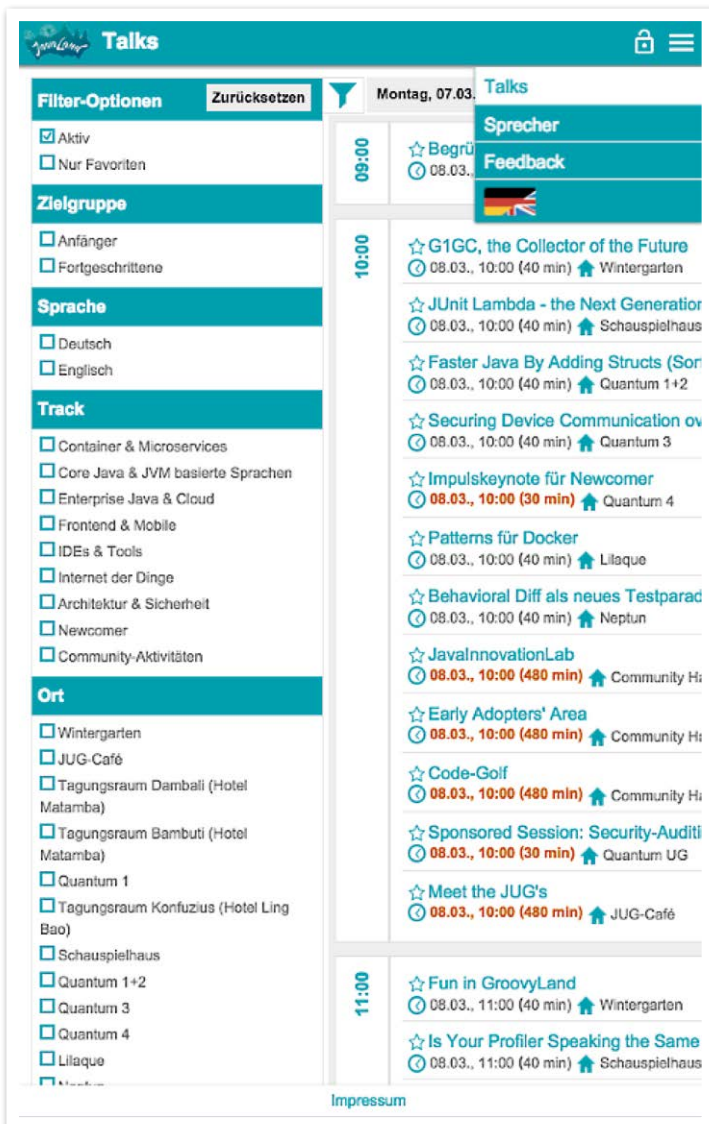 JavaLand
Talks
Filter-Optionen
Zurücksetzen
Aktiv
Nur Favoriten
Zielgruppe
Anfänger
Fortgeschrittene
Sprache
Deutsch
Englisch
Track
Container & Microservices
Core Java & JVM basierte Sprachen
Enterprise Java & Cloud
Frontend & Mobile
IDEs & Tools
Internet der Dinge
Architektur & Sicherheit
Newcomer
Community-Aktivitäten
Ort
Wintergarten
JUG-Café
Tagungsraum Dambali (Hotel
Matamba)
Tagungsraum Bambuti (Hotel
Matamba)
Quantum 1
Tagungsraum Konfuzius (Hotel Ling
Bao)
Schauspielhaus
Quantum 1+2
Quantum 3
Quantum 4
Lilaque
Montag, 07.03.
Talks
Sprecher
Feedback
09:00
Begrü
08.03.,
10:00
G1GC, the Collector of the Future
08.03., 10:00 (40 min) Wintergarten
JUnit Lambda - the Next Generation
08.03., 10:00 (40 min) Schauspielhaus
Faster Java By Adding Structs (Sort
08.03., 10:00 (40 min) Quantum 1+2
Securing Device Communication ov
08.03., 10:00 (40 min) Quantum 3
Impulskeynote für Newcomer
08.03., 10:00 (30 min) Quantum 4
Patterns für Docker
08.03., 10:00 (40 min) Lilaque
Behavioral Diff als neues Testparad
08.03., 10:00 (40 min) Neptun
JavaInnovationLab
08.03., 10:00 (480 min) Community Ha
Early Adopters' Area
08.03., 10:00 (480 min) Community Ha
Code-Golf
08.03., 10:00 (480 min) Community Ha
Sponsored Session: Security-Auditi
08.03., 10:00 (30 min) Quantum UG
Meet the JUG's
08.03., 10:00 (480 min) JUG-Café
11:00
Fun in GroovyLand
08.03., 11:00 (40 min) Wintergarten
Is Your Profiler Speaking the Same
08.03., 11:00 (40 min) Schauspielhaus
Impressum